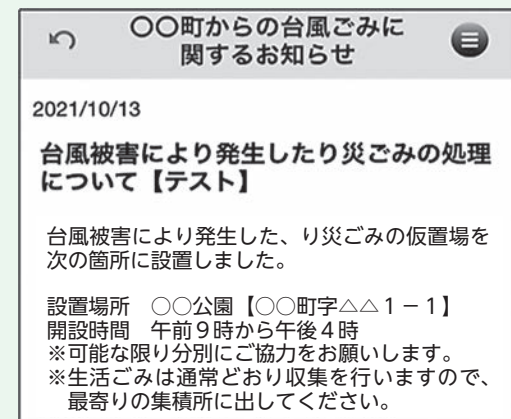 〇〇町からの台風ごみに
関するお知らせ
2021/10/13
台風被害により発生したり災ごみの処理
について【テスト】
台風被害により発生した、り災ごみの仮置場を
次の箇所に設置しました。
設置場所　○○公園【○○町字△△１－１】
開設時間　午前９時から午後４時
※可能な限り分別にご協力をお願いします。
※生活ごみは通常どおり収集を行いますので、
最寄りの集積所に出してください。